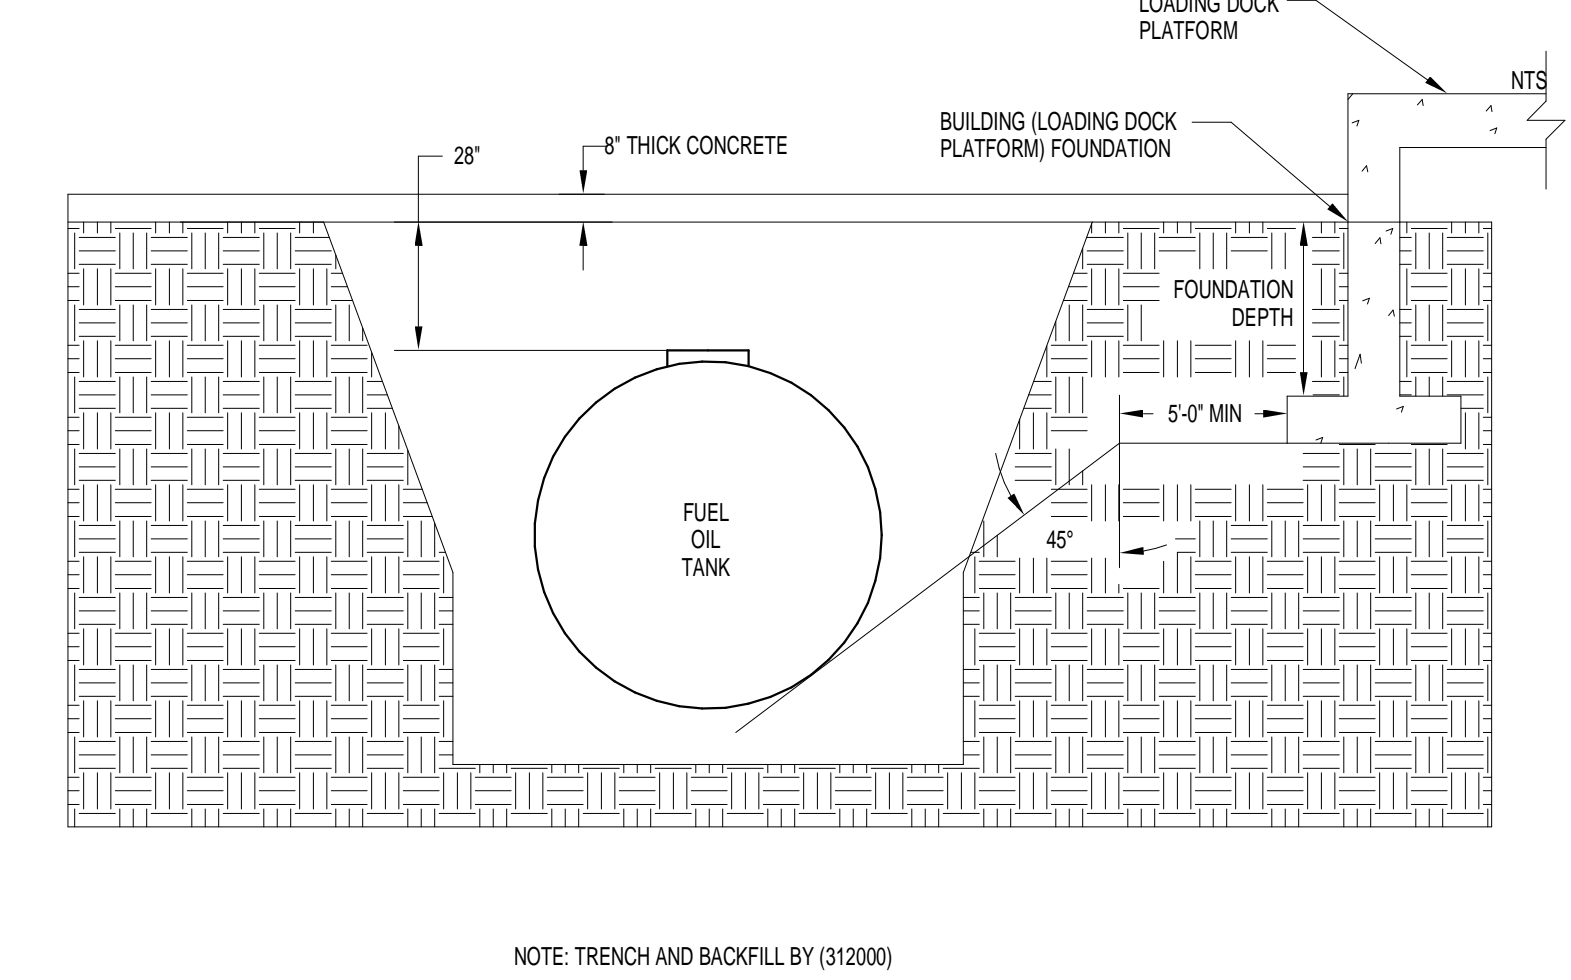 LOADING DOCK
PLATFORM
NTS
BUILDING (LOADING DOCK
PLATFORM) FOUNDATION
8" THICK CONCRETE
28"
FOUNDATION
DEPTH
5'-0" MIN
FUEL
OIL
TANK
45°
NOTE: TRENCH AND BACKFILL BY (312000)